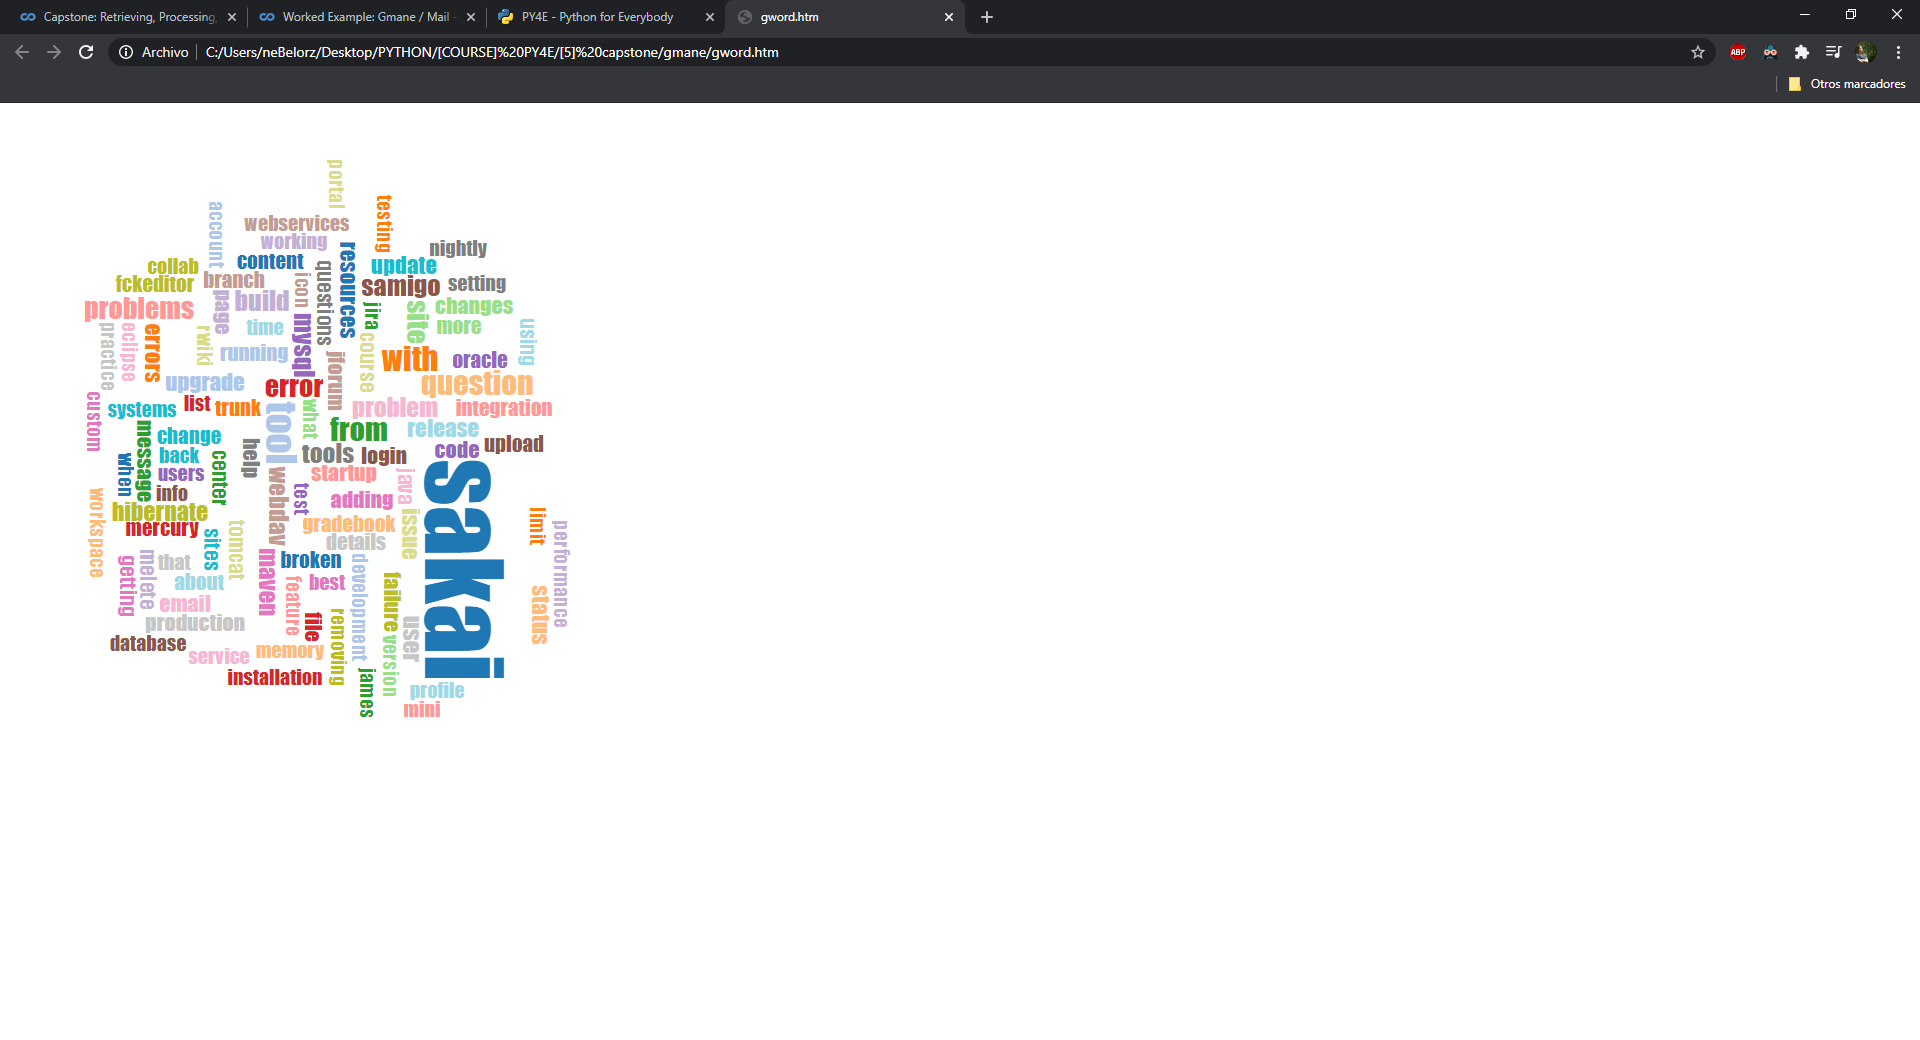 Capstone: Retrieving, Processing,
Worked Example: Gmane / Mail -
PY4E - Python for Everybody
gword.htm
Archivo
C:/Users/neBelorz/Desktop/PYTHON/[COURSE]%20PY4E/[5]%20capstone/gmane/gword.htm
ABP
Otros marcadores
portal
testing
account
webservices
working
resources
nightly
content
questions
update
collab
fckeditor
branch
icon
samigo
setting
problems
page
build
jira
site
changes
more
practice
eclipse
errors
rwiki
time
mysql
using
running
jforum
course
with
oracle
upgrade
error
question
custom
systems
list
trunk
tool
what
problem
integration
message
change
help
from
release
back
tools
login
code
upload
when
users
center
webdav
startup
java
sakai
info
test
adding
workspace
hibernate
mercury
gradebook
issue
limit
performance
sites
tomcat
details
getting
melete
that
maven
broken
development
about
feature
best
failure
status
email
production
file
removing
user
database
service
memory
version
installation
james
profile
mini